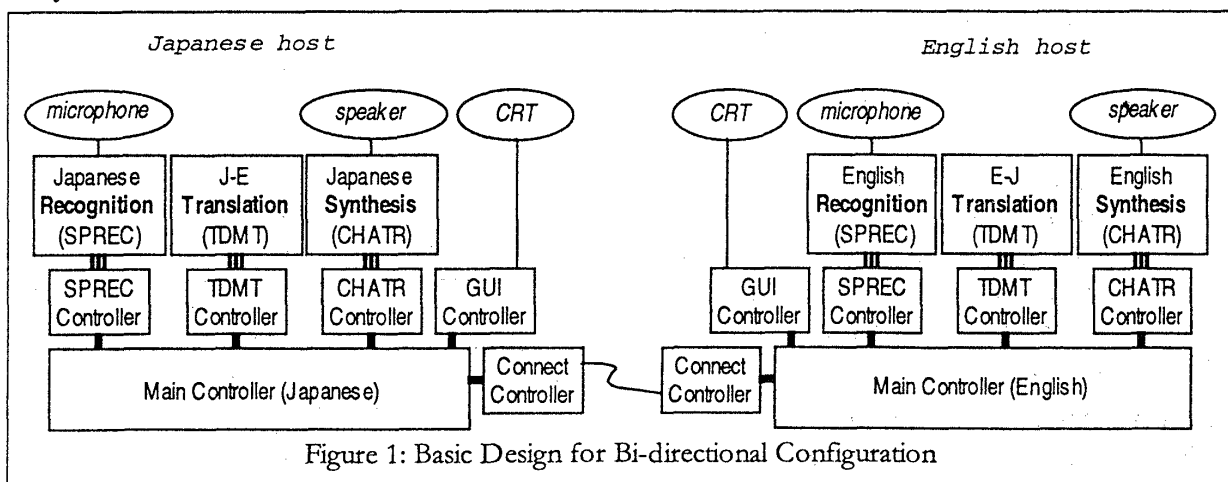 Japanese host
English host
microphone
speaker
CRT
CRT
microphone
speaker
Japanese
Recognition
(SPREC)
J-E
Translation
(TDMT)
Japanese
Synthesis
(CHATR)
English
Recognition
(SPREC)
E-J
Translation
(TDMT)
English
Synthesis
(CHATR)
SPREC
Controller
TDMT
Controller
CHATR
Controller
GUI
Controller
GUI
Controller
SPREC
Controller
TDMT
Controller
CHATR
Controller
Main Controller (Japanese)
Connect
Controller
Connect
Controller
Main Controller (English)
Figure 1: Basic Design for Bi-directional Configuration